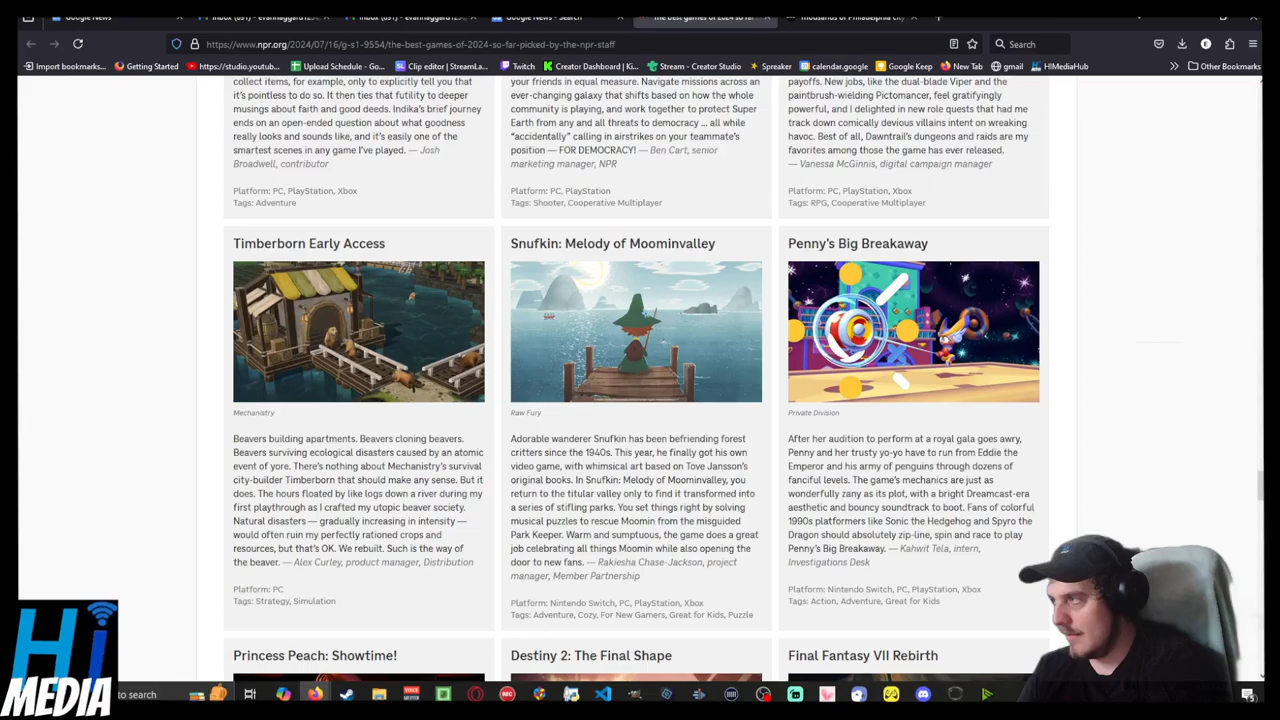 Google News - Search
The best games of 2024 so far
Thousands of Philadelphia city
https://www.npr.org/2024/07/16/g-s1-9554/the-best-games-of-2024-so-far-picked-by-the-npr-staff
Search
Import bookmarks...
Getting Started
https://studio.youtube...
Upload Schedule - Go...
Clip editor | StreamLa...
Twitch
Creator Dashboard | Ki...
Stream - Creator Studio
Spreaker
calendar.google
Google Keep
New Tab
gmail
HIMediaHub
Other Bookmarks
collect items, for example, only to explicitly tell you that
it's pointless to do so. It then ties that futility to deeper
musings about faith and good deeds. Indika's brief journey
ends on an open-ended question about what goodness
really looks and sounds like, and it's easily one of the
smartest scenes in any game I've played. — Josh
Broadwell, contributor
Platform: PC, PlayStation, Xbox
Tags: Adventure
your friends in equal measure. Navigate missions across an
ever-changing galaxy that shifts based on how the whole
community is playing, and work together to protect Super
Earth from any and all threats to democracy ... all while
“accidentally” calling in airstrikes on your teammate's
position — FOR DEMOCRACY! — Ben Cart, senior
marketing manager, NPR
Platform: PC, PlayStation
Tags: Shooter, Cooperative Multiplayer
payoffs. New jobs, like the dual-blade Viper and the
paintbrush-wielding Pictomancer, feel gratifyingly
powerful, and I delighted in new role quests that had me
track down comically devious villains intent on wreaking
havoc. Best of all, Dawntrail's dungeons and raids are my
favorites among those the game has ever released.
— Vanessa McGinnis, digital campaign manager
Platform: PC, PlayStation, Xbox
Tags: RPG, Cooperative Multiplayer
Timberborn Early Access
Mechanistry
Beavers building apartments. Beavers cloning beavers.
Beavers surviving ecological disasters caused by an atomic
event of yore. There's nothing about Mechanistry's survival
city-builder Timberborn that should make any sense. But it
does. The hours floated by like logs down a river during my
first playthrough as I crafted my utopic beaver society.
Natural disasters — gradually increasing in intensity —
would often ruin my perfectly rationed crops and
resources, but that's OK. We rebuilt. Such is the way of
the beaver. — Alex Curley, product manager, Distribution
Platform: PC
Tags: Strategy, Simulation
Snufkin: Melody of Moominvalley
Raw Fury
Adorable wanderer Snufkin has been befriending forest
critters since the 1940s. This year, he finally got his own
video game, with whimsical art based on Tove Jansson's
original books. In Snufkin: Melody of Moominvalley, you
return to the titular valley only to find it transformed into
a series of stifling parks. You set things right by solving
musical puzzles to rescue Moomin from the misguided
Park Keeper. Warm and sumptuous, the game does a great
job celebrating all things Moomin while also opening the
door to new fans. — Rakiesha Chase-Jackson, project
manager, Member Partnership
Platform: Nintendo Switch, PC, PlayStation, Xbox
Tags: Adventure, Cozy, For New Gamers, Great for Kids, Puzzle
Penny's Big Breakaway
Private Division
After her audition to perform at a royal gala goes awry,
Penny and her trusty yo-yo have to run from Eddie the
Emperor and his army of penguins through dozens of
fanciful levels. The game's mechanics are just as
wonderfully zany as its plot, with a bright Dreamcast-era
aesthetic and bouncy soundtrack to boot. Fans of colorful
1990s platformers like Sonic the Hedgehog and Spyro the
Dragon should absolutely zip-line, spin and race to play
Penny's Big Breakaway. — Kahwit Tela, intern,
Investigations Desk
Platform: Nintendo Switch, PC, PlayStation, Xbox
Tags: Action, Adventure, Great for Kids
Princess Peach: Showtime!
Destiny 2: The Final Shape
Final Fantasy VII Rebirth
Hi
MEDIA
to search